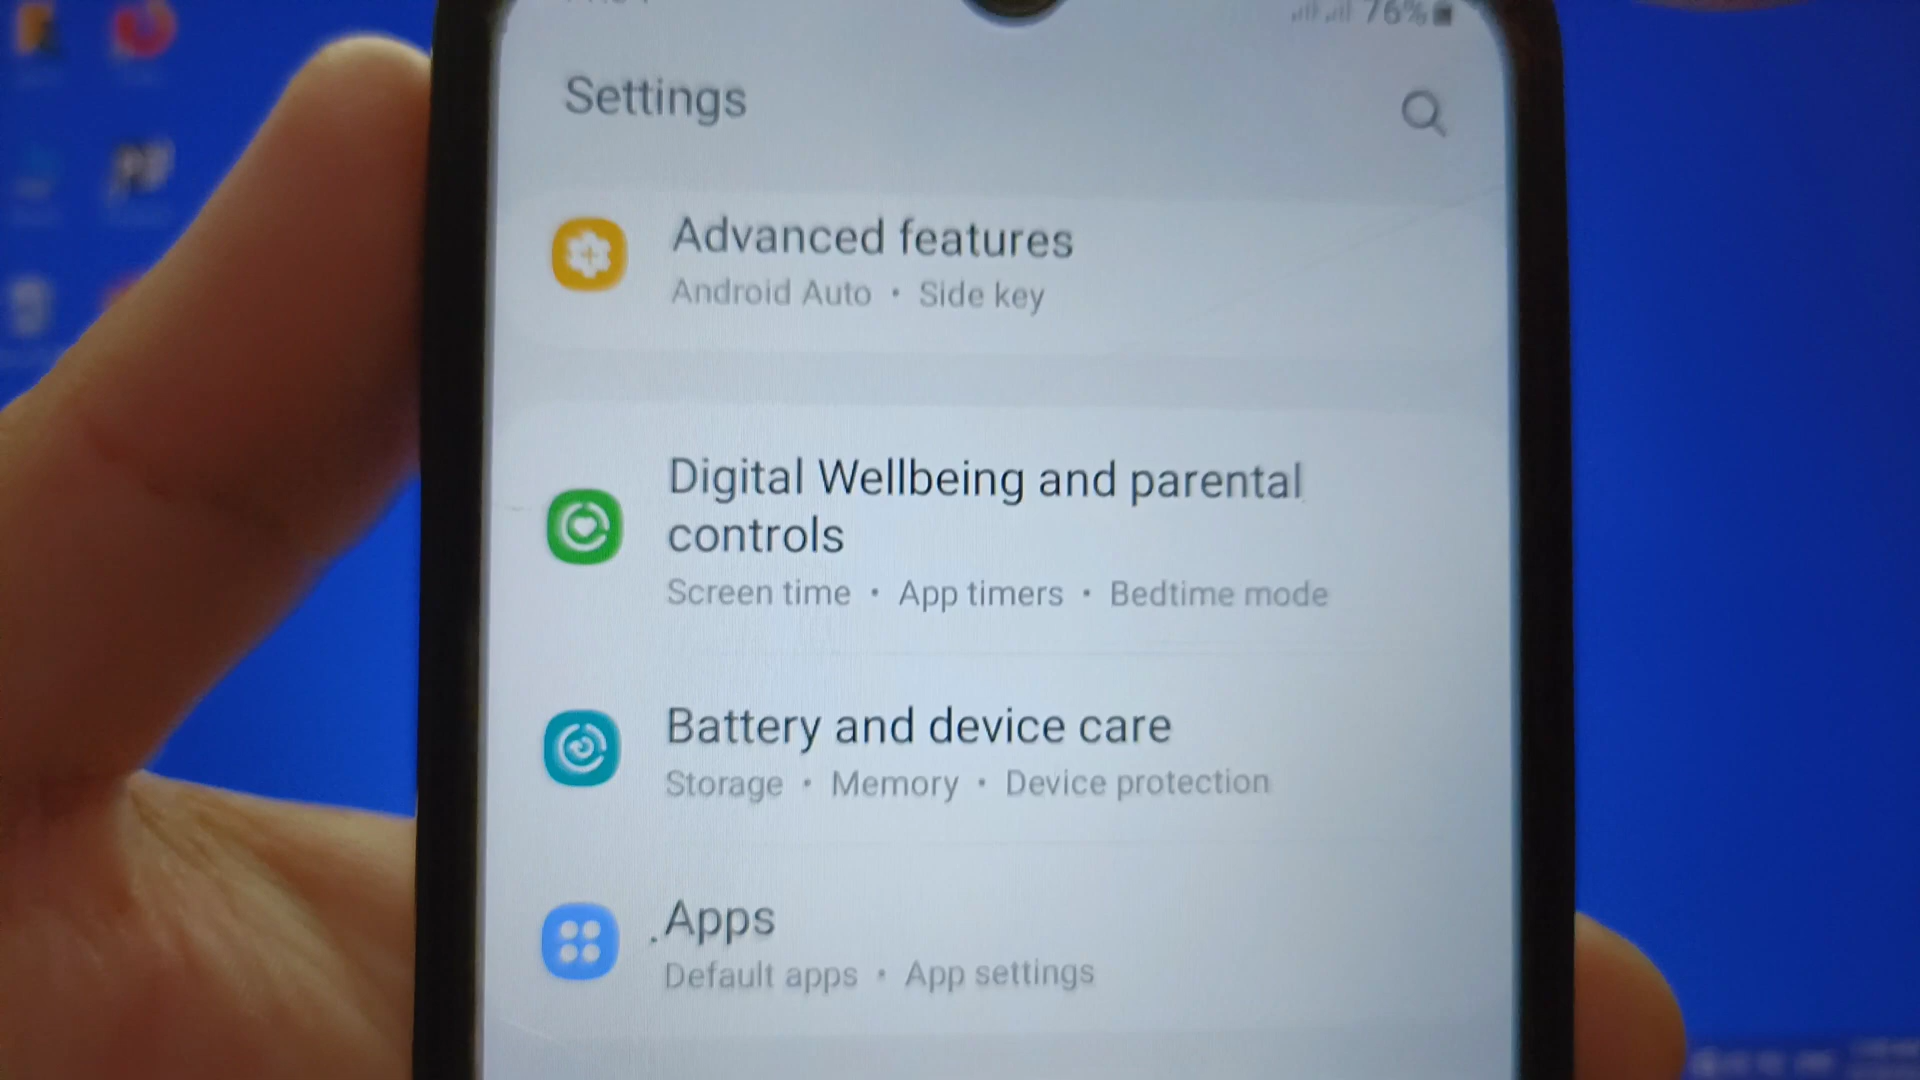 76%
Settings
Advanced features
Android Auto • Side key
Digital Wellbeing and parental
controls
Screen time • App timers • Bedtime mode
Battery and device care
Storage • Memory • Device protection
Apps
Default apps • App settings